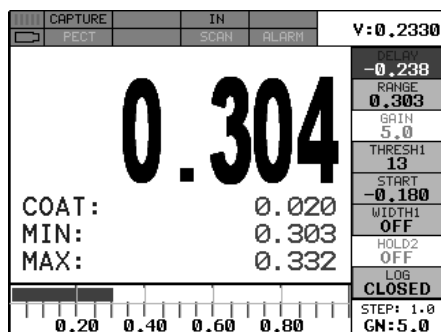 CAPTURE IN
PECT SCAN ALARM
V:0.2330
DELAY
-0.238
RANGE
0.303
GAIN
5.0
THRESH1
13
START
-0.180
WIDTH1
OFF
HOLD2
OFF
LOG
CLOSED
STEP: 1.0
CN:5.0
0.304
COAT: 0.020
MIN: 0.303
MAX: 0.332
0.20 0.40 0.60 0.80